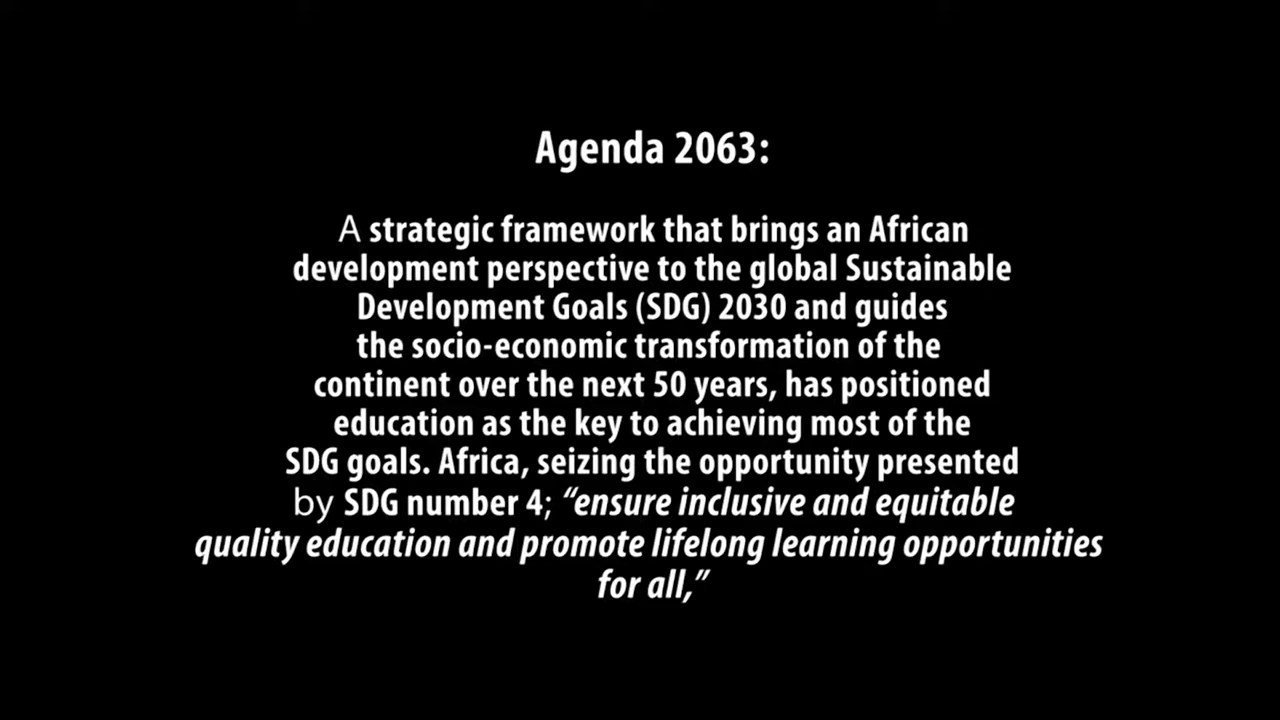 Agenda 2063:
A strategic framework that brings an African
development perspective to the global Sustainable
Development Goals (SDG) 2030 and guides
the socio-economic transformation of the
continent over the next 50 years, has positioned
education as the key to achieving most of the
SDG goals. Africa, seizing the opportunity presented
by SDG number 4; “ensure inclusive and equitable
quality education and promote lifelong learning opportunities
for all,”